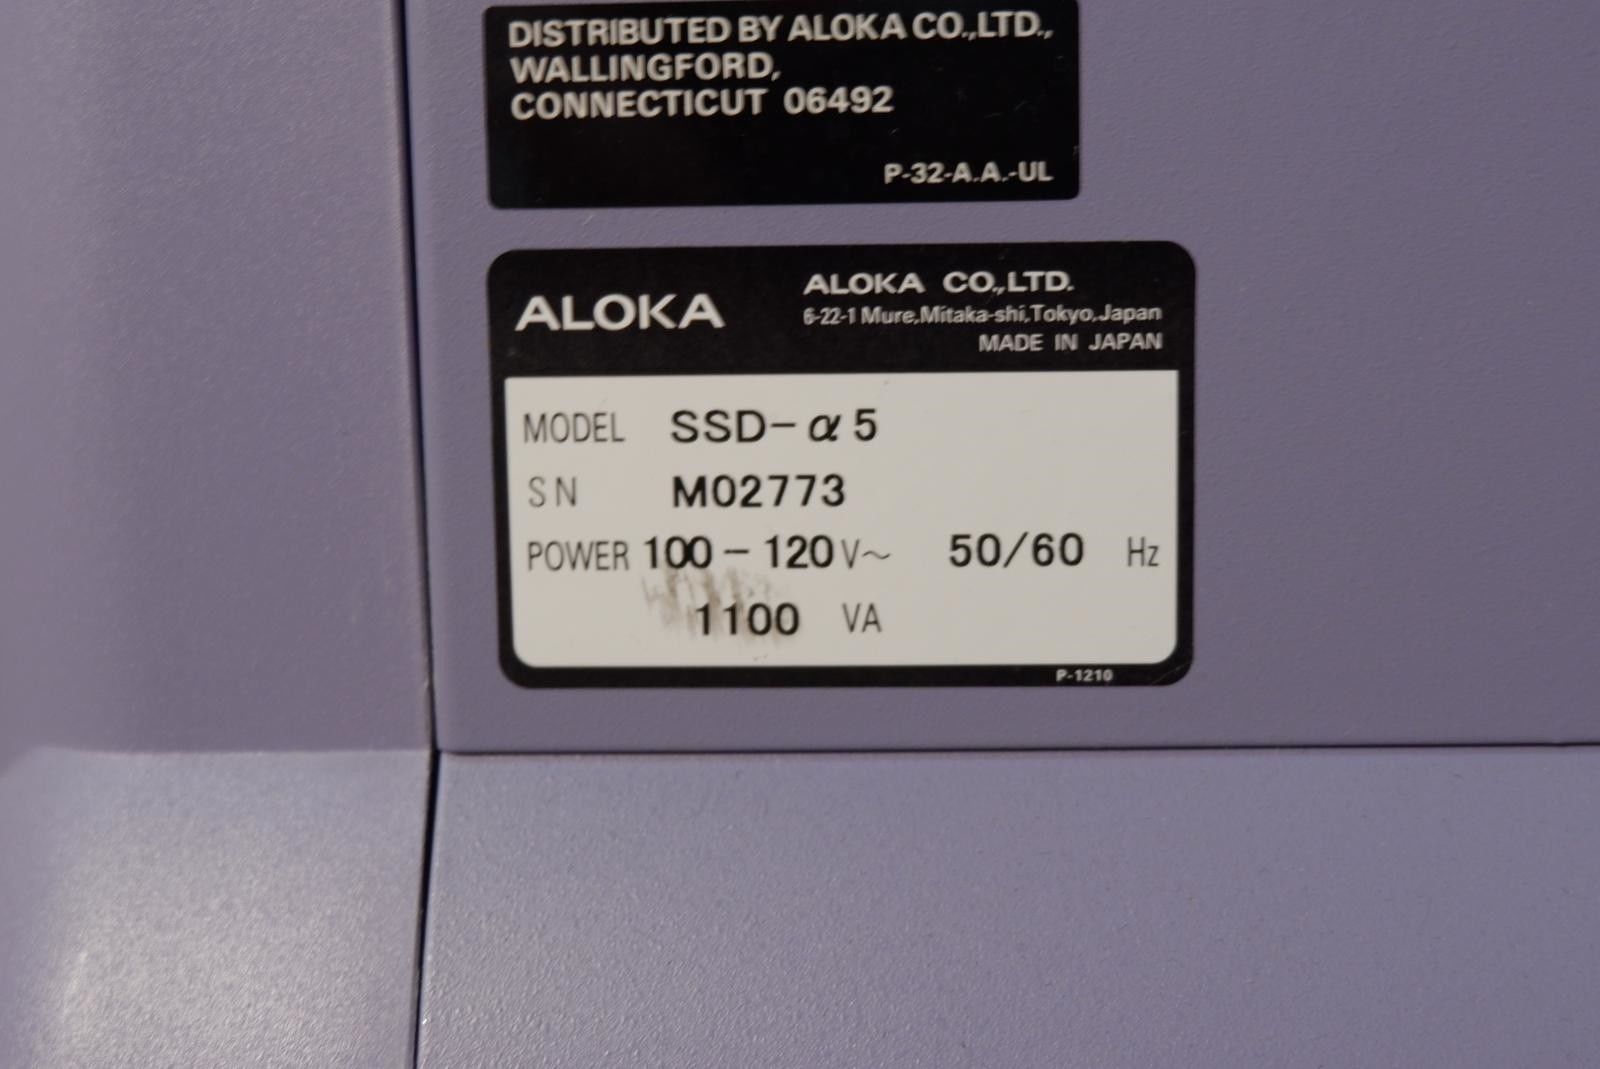 DISTRIBUTED BY ALOKA CO.,LTD.,
WALLINGFORD,
CONNECTICUT 06492
P-32-A.A.-UL
ALOKA
ALOKA CO.,LTD.
6-22-1 Mure,Mitaka-shi,Tokyo,Japan
MADE IN JAPAN
MODEL SSD-α5
SN M02773
POWER 100-120V~ 50/60 Hz
1100 VA
P-1210